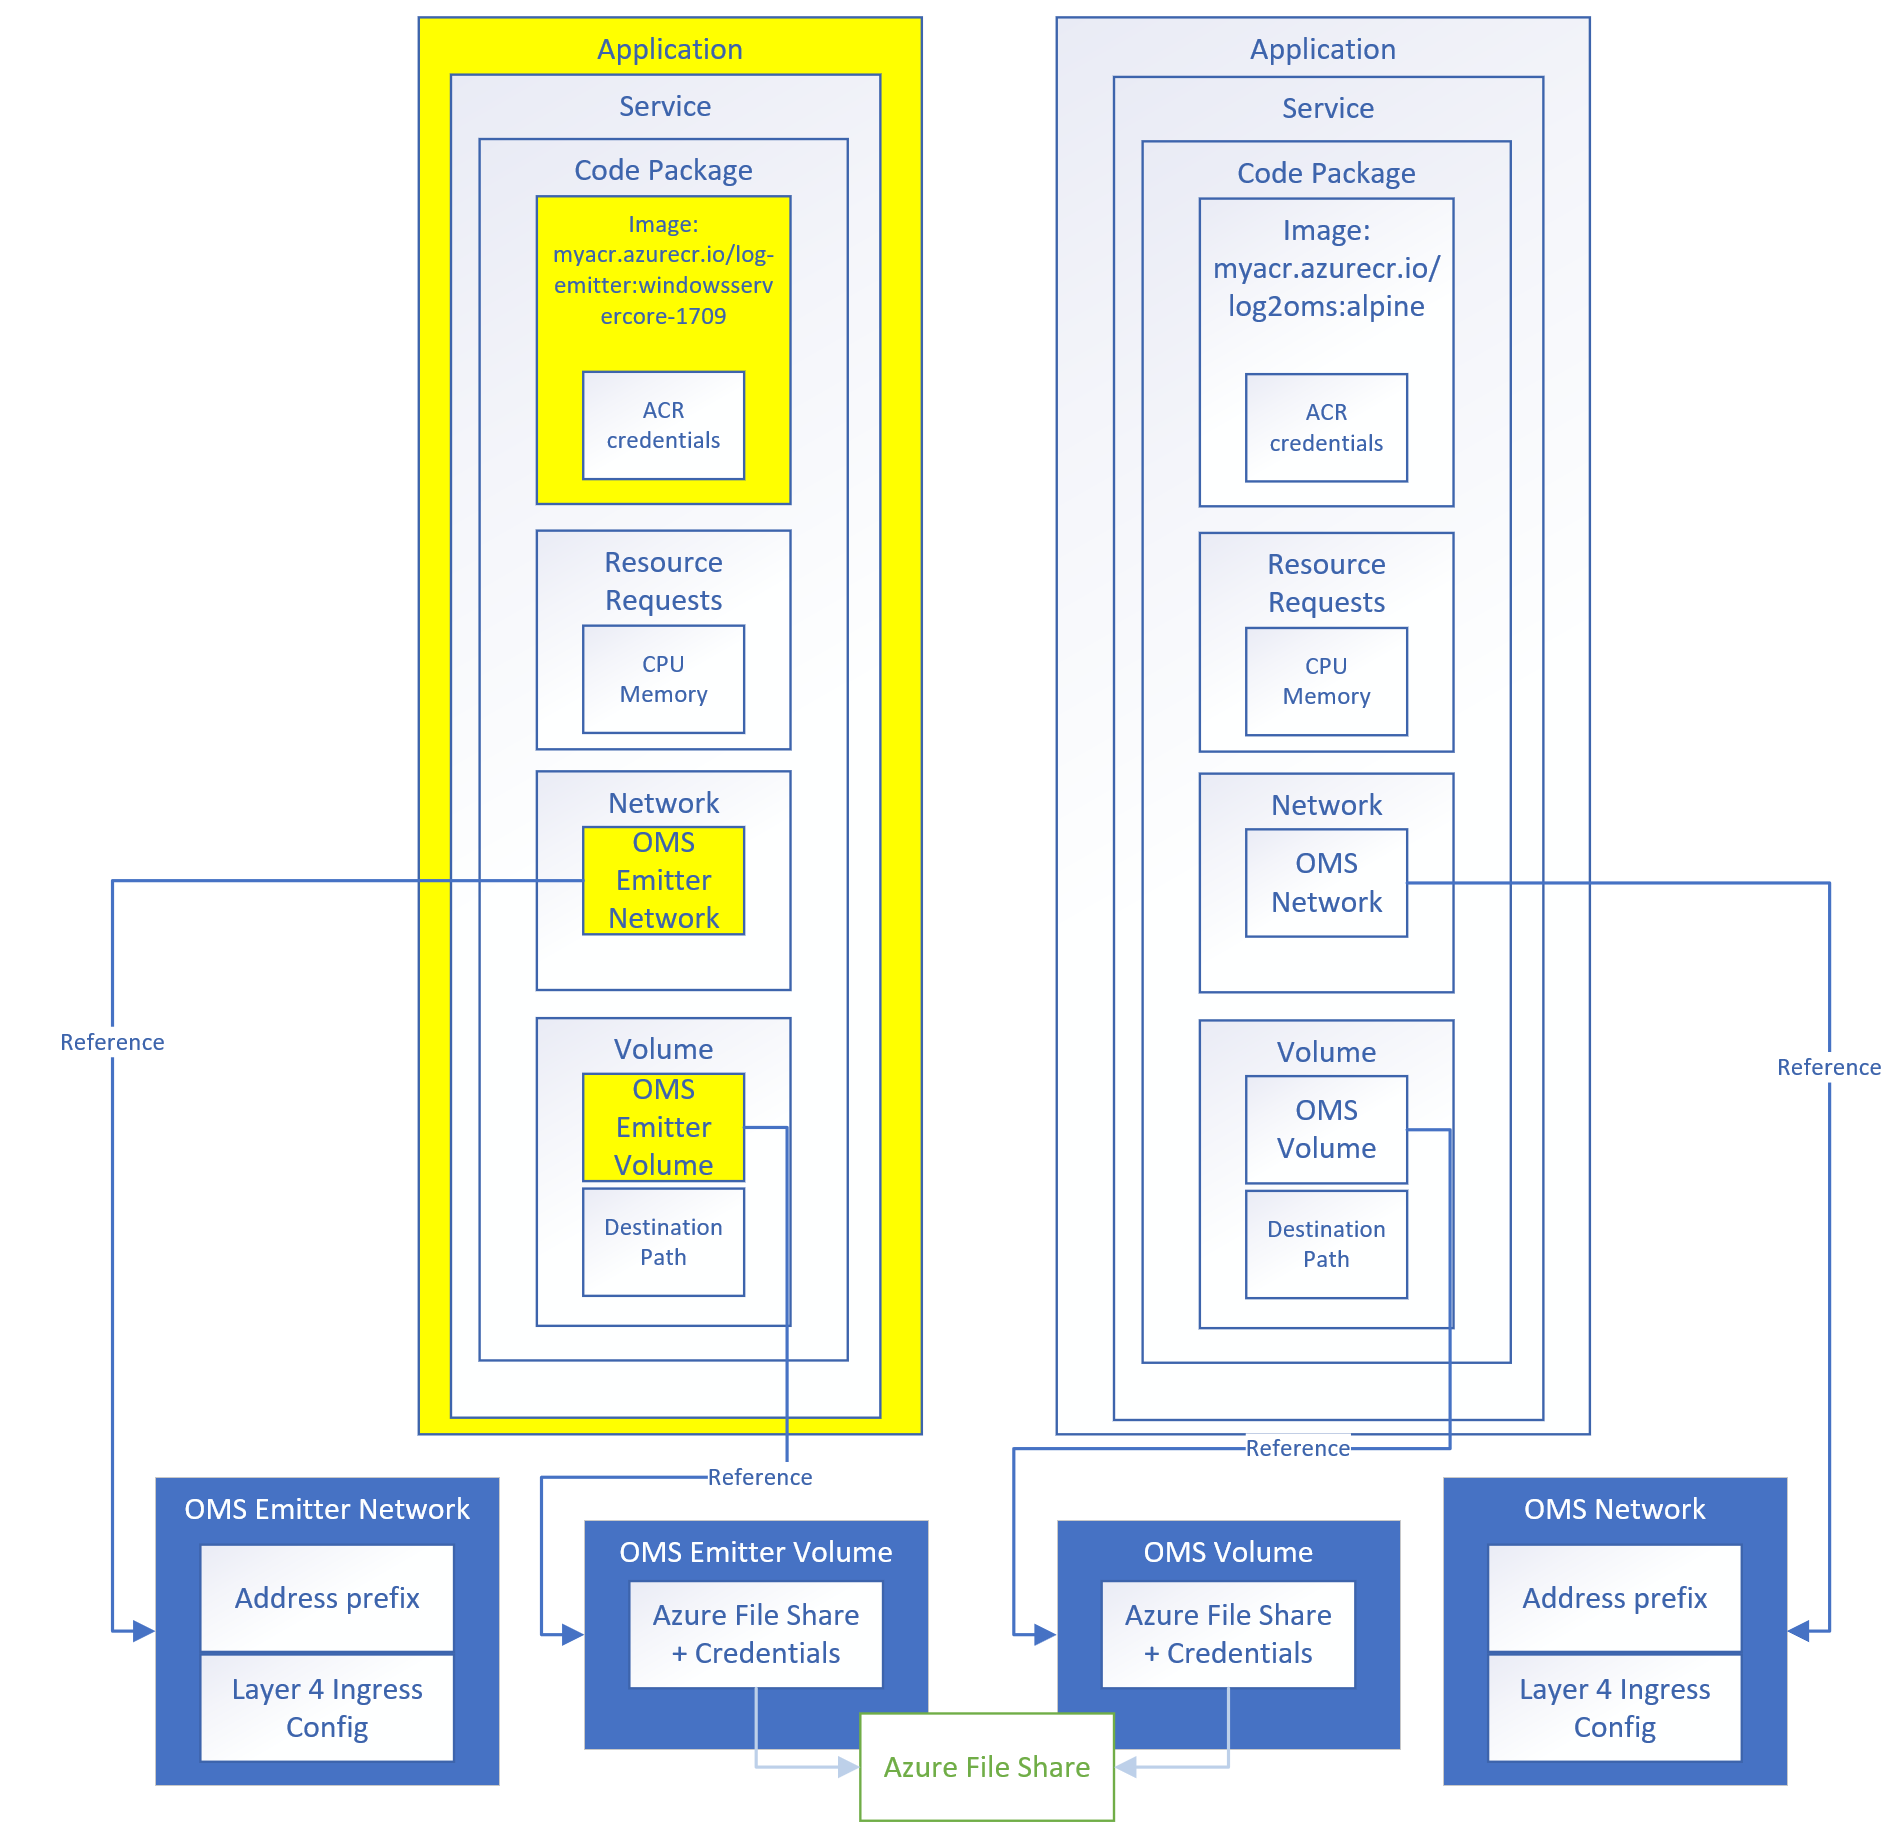 Application
Service
Code Package
Image:
myacr.azurecr.io/log-
emitter:windowsserv
ercore-1709
ACR
credentials
Resource
Requests
CPU
Memory
Network
OMS
Emitter
Network
Reference
Volume
OMS
Emitter
Volume
Destination
Path
Reference
Application
Service
Code Package
Image:
myacr.azurecr.io/
log2oms:alpine
ACR
credentials
Resource
Requests
CPU
Memory
Network
OMS
Network
Reference
Volume
OMS
Volume
Destination
Path
Reference
OMS Emitter Network
Address prefix
Layer 4 Ingress
Config
OMS Emitter Volume
Azure File Share
+ Credentials
OMS Volume
Azure File Share
+ Credentials
Azure File Share
OMS Network
Address prefix
Layer 4 Ingress
Config